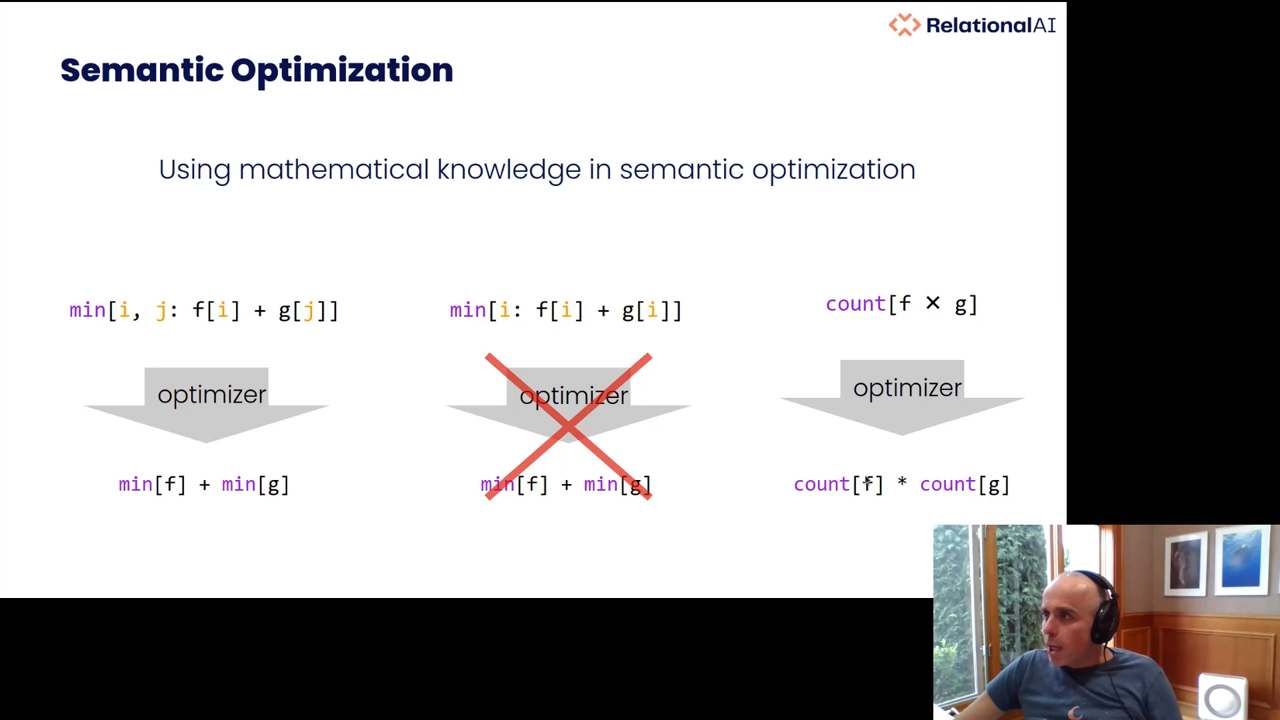 RelationalAI
Semantic Optimization
Using mathematical knowledge in semantic optimization
min[i, j: f[i] + g[j]]
optimizer
min[f] + min[g]
min[i: f[i] + g[i]]
optimizer
min[f] + min[g]
count[f × g]
optimizer
count[f] * count[g]